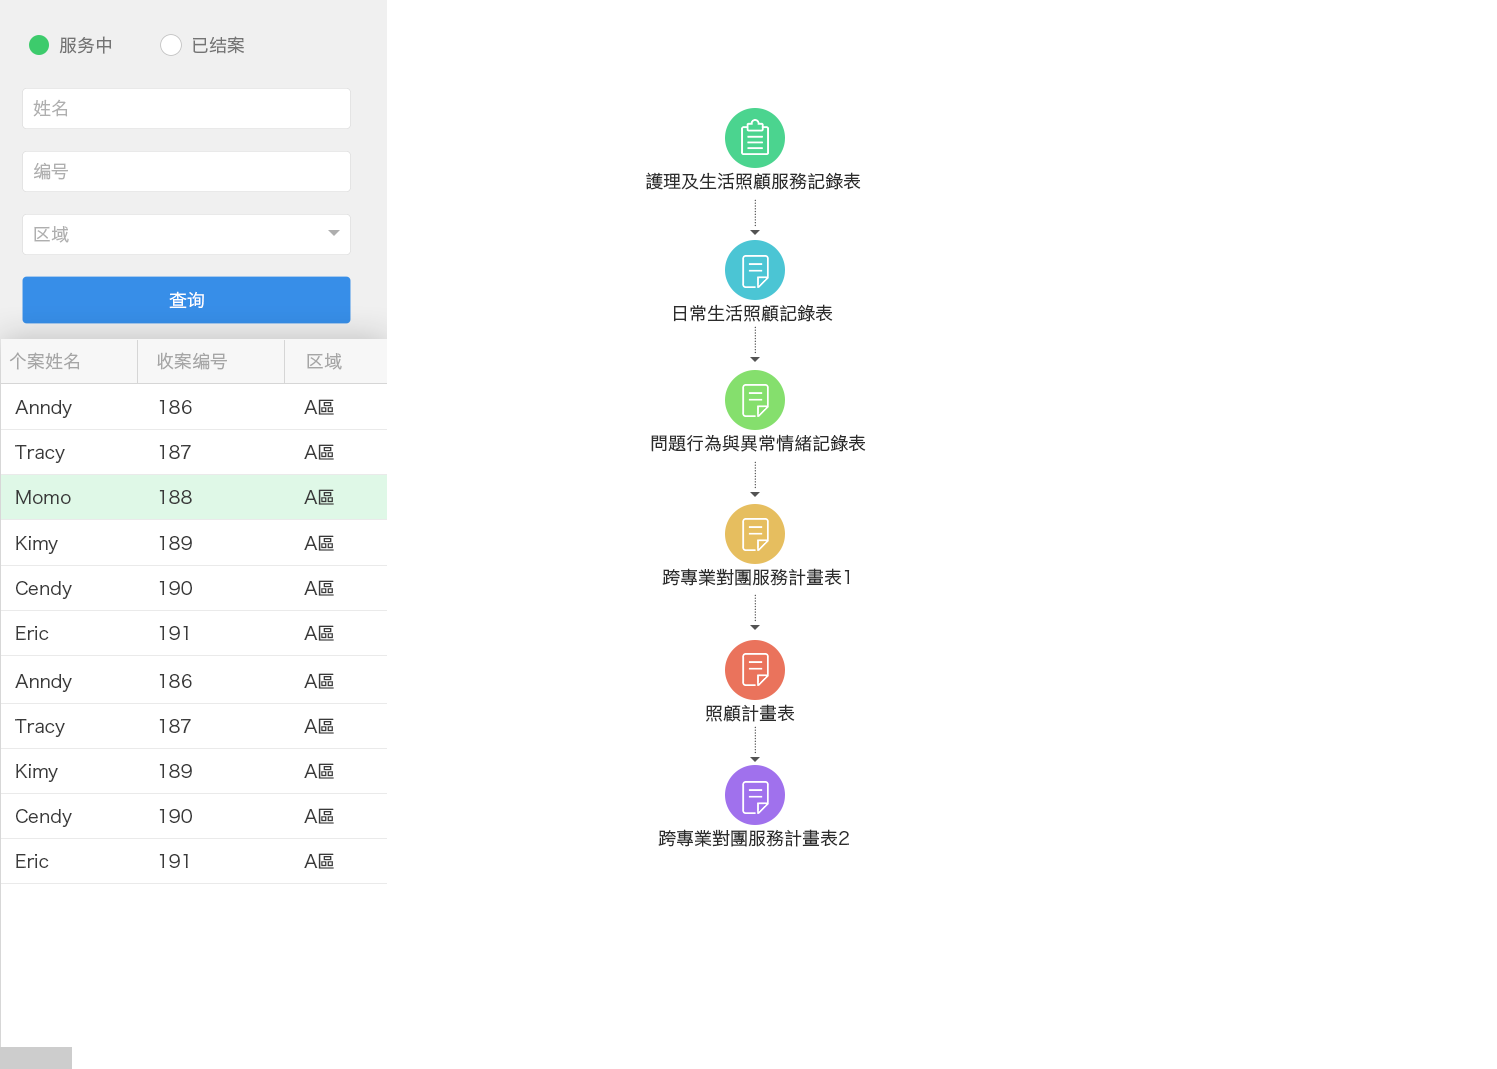 服务中 已结案
姓名
编号
区域
查询
个案姓名 收案编号 区域
Anndy 186 A區
Tracy 187 A區
Momo 188 A區
Kimy 189 A區
Cendy 190 A區
Eric 191 A區
Anndy 186 A區
Tracy 187 A區
Kimy 189 A區
Cendy 190 A區
Eric 191 A區
護理及生活照顧服務記錄表
日常生活照顧記錄表
問題行為與異常情緒記錄表
跨專業對團服務計畫表1
照顧計畫表
跨專業對團服務計畫表2